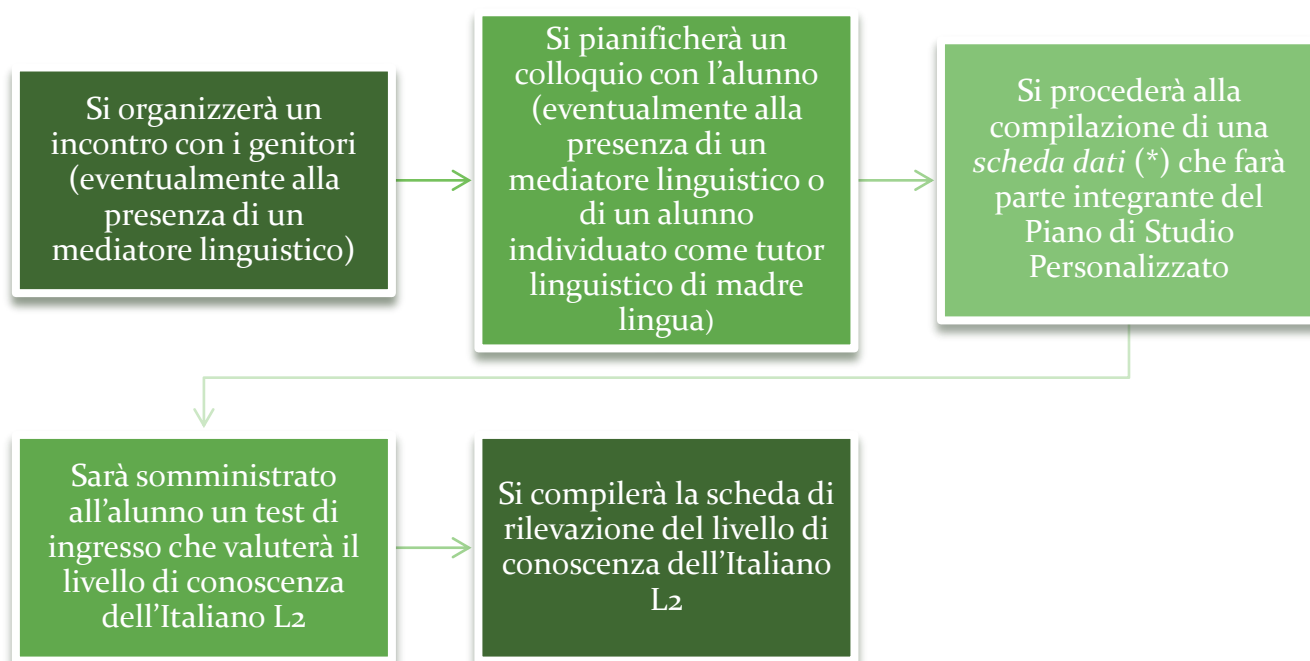 Si organizzerà un
incontro con i genitori
(eventualmente alla
presenza di un
mediatore linguistico)
Si pianificherà un
colloquio con l’alunno
(eventualmente alla
presenza di un
mediatore linguistico o
di un alunno
individuato come tutor
linguistico di madre
lingua)
Si procederà alla
compilazione di una
scheda dati (*) che farà
parte integrante del
Piano di Studio
Personalizzato
Sarà somministrato
all’alunno un test di
ingresso che valuterà il
livello di conoscenza
dell’Italiano L2
Si compilerà la scheda di
rilevazione del livello di
conoscenza dell’Italiano
L2